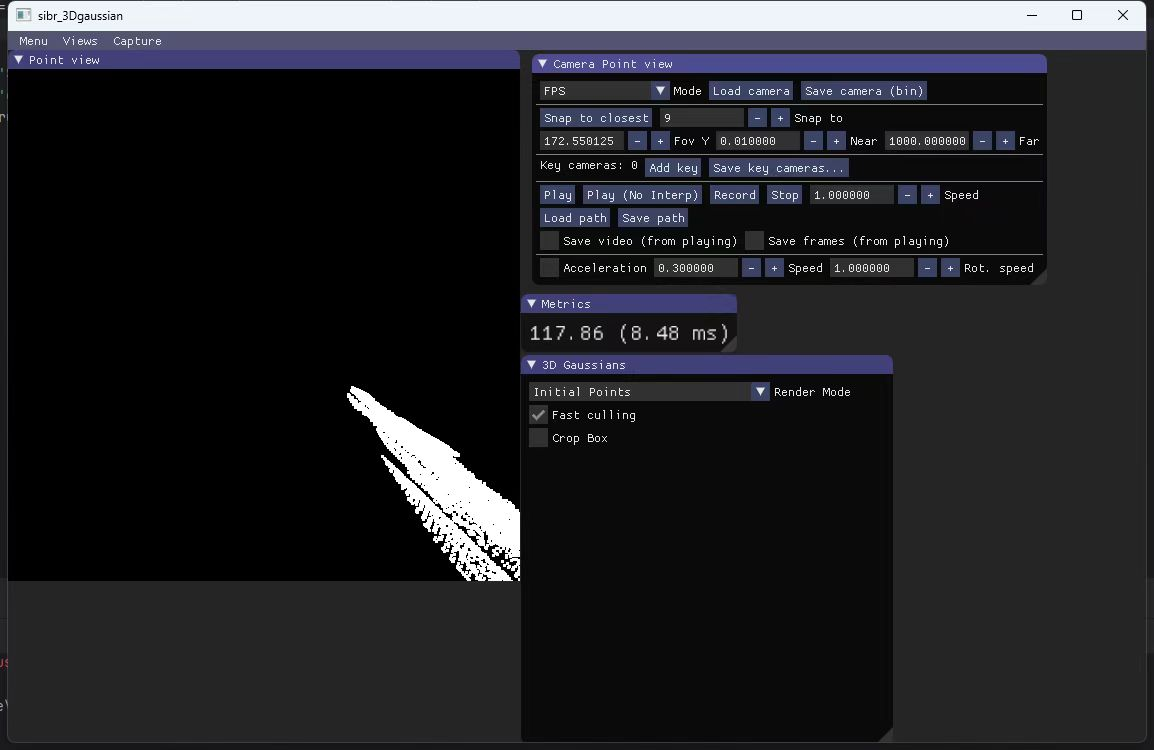 sibr_3Dgaussian
Menu Views Capture
Point view
Camera Point view
FPS Mode Load camera Save camera (bin)
Snap to closest 9 - + Snap to
172.550125 - + Fov Y 0.010000 - + Near 1000.000000 - + Far
Key cameras: 0 Add key Save key cameras...
Play Play (No Interp) Record Stop 1.000000 - + Speed
Load path Save path
Save video (from playing) Save frames (from playing)
Acceleration 0.300000 - + Speed 1.000000 - + Rot. speed
Metrics
117.86 (8.48 ms)
3D Gaussians
Initial Points Render Mode
Fast culling
Crop Box